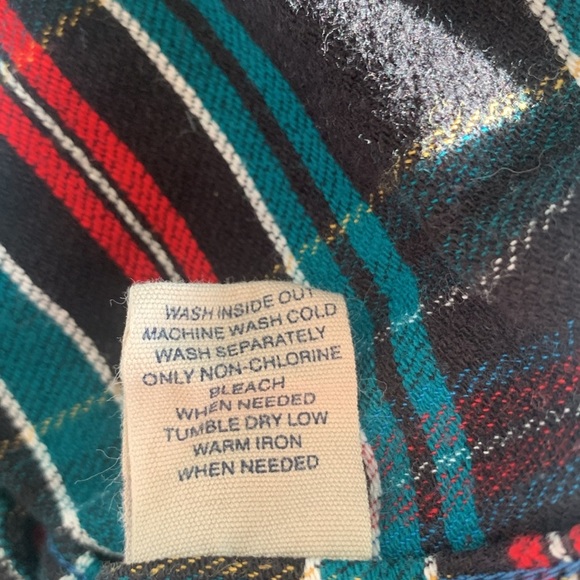 WASH INSIDE OUT
MACHINE WASH COLD
WASH SEPARATELY
ONLY NON-CHLORINE
BLEACH
WHEN NEEDED
TUMBLE DRY LOW
WARM IRON
WHEN NEEDED